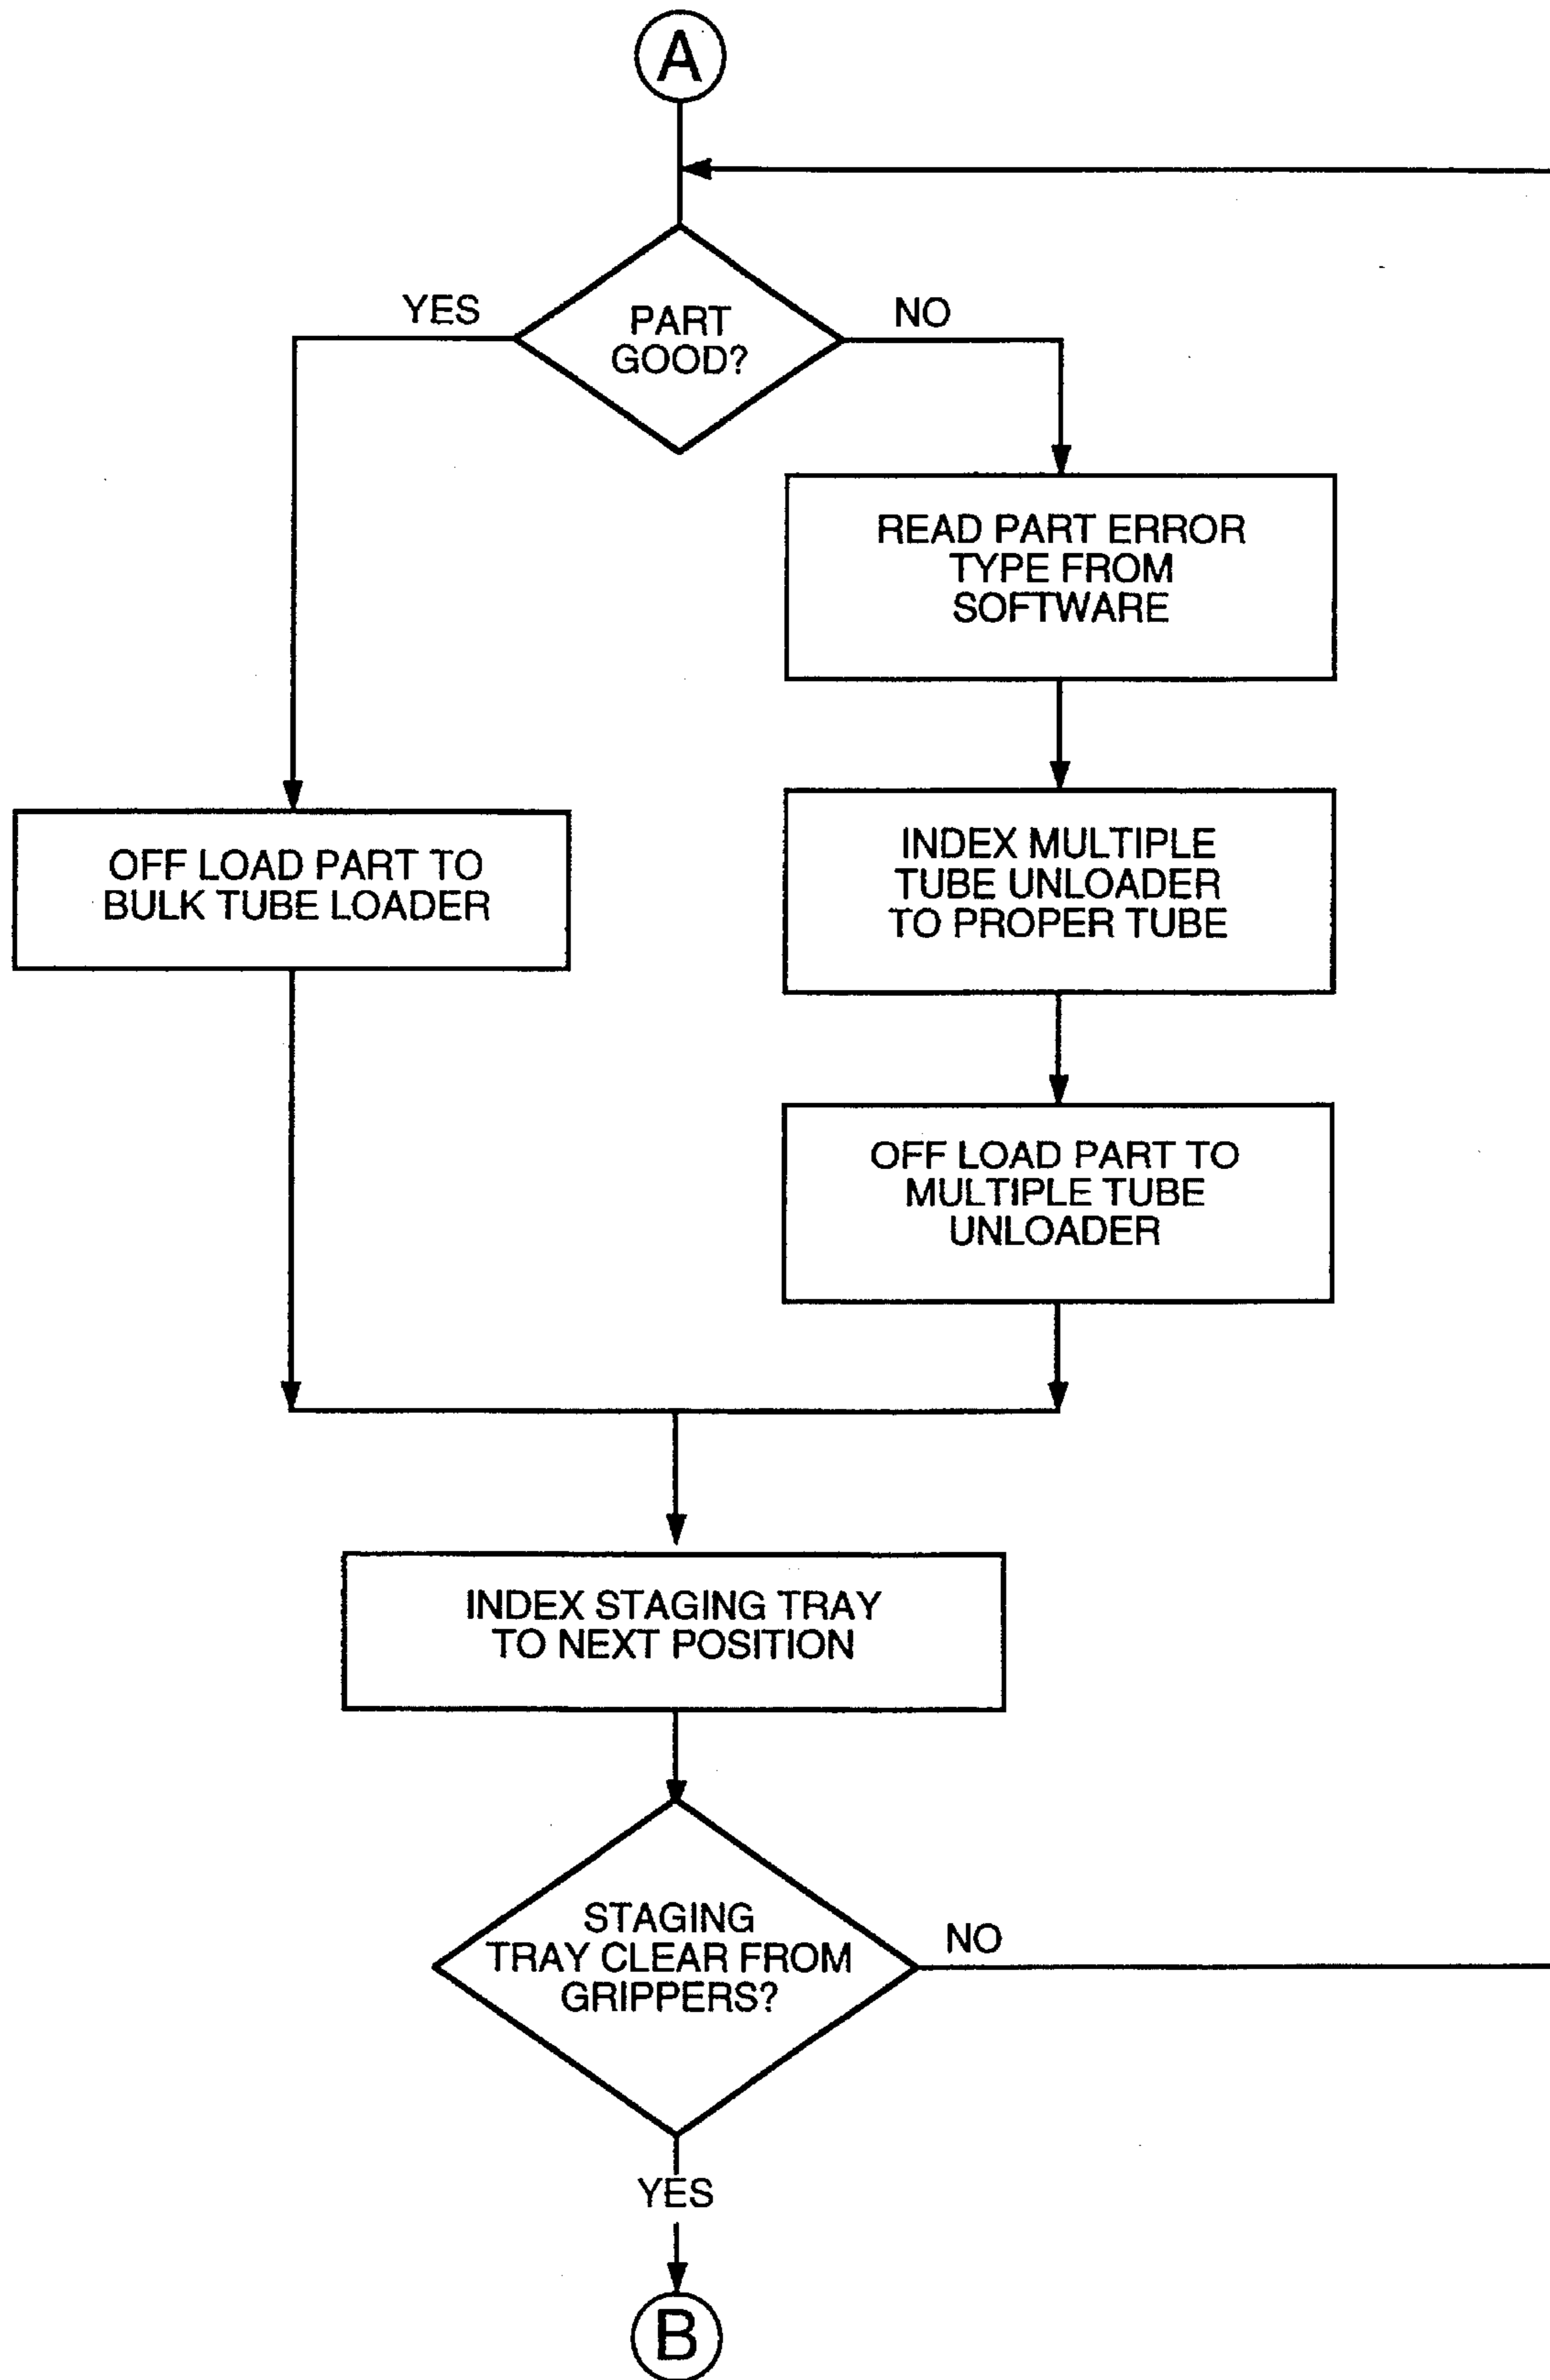 A
YES
PART
GOOD?
NO
READ PART ERROR
TYPE FROM
SOFTWARE
OFF LOAD PART TO
BULK TUBE LOADER
INDEX MULTIPLE
TUBE UNLOADER
TO PROPER TUBE
OFF LOAD PART TO
MULTIPLE TUBE
UNLOADER
INDEX STAGING TRAY
TO NEXT POSITION
STAGING
TRAY CLEAR FROM
GRIPPERS?
NO
YES
B